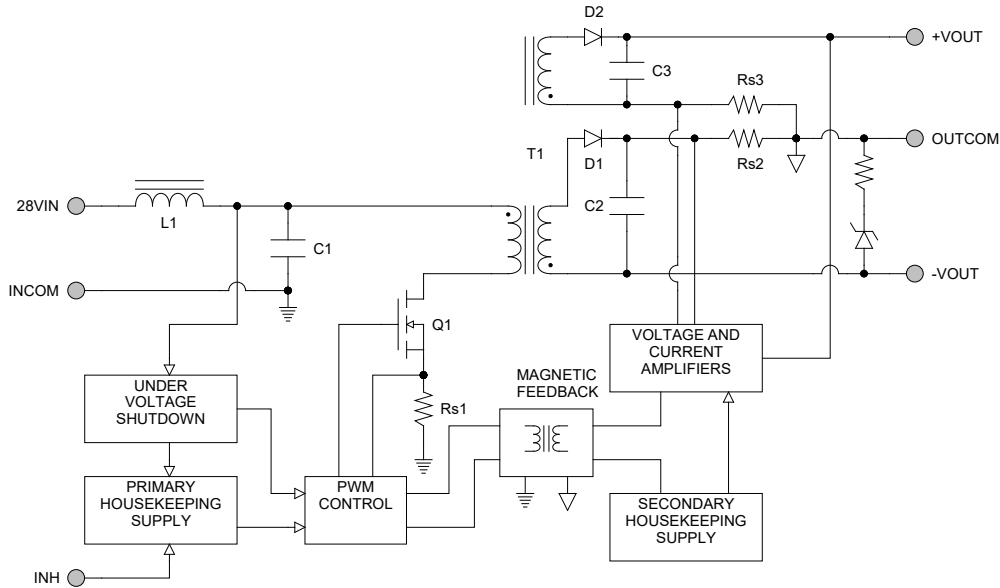 D2
+VOUT
C3
Rs3
OUTCOM
T1
D1
Rs2
28VIN
L1
C2
C1
INCOM
-VOUT
Q1
VOLTAGE AND
CURRENT
AMPLIFIERS
MAGNETIC
FEEDBACK
UNDER
VOLTAGE
SHUTDOWN
Rs1
PRIMARY
HOUSEKEEPING
SUPPLY
PWM
CONTROL
SECONDARY
HOUSEKEEPING
SUPPLY
INH